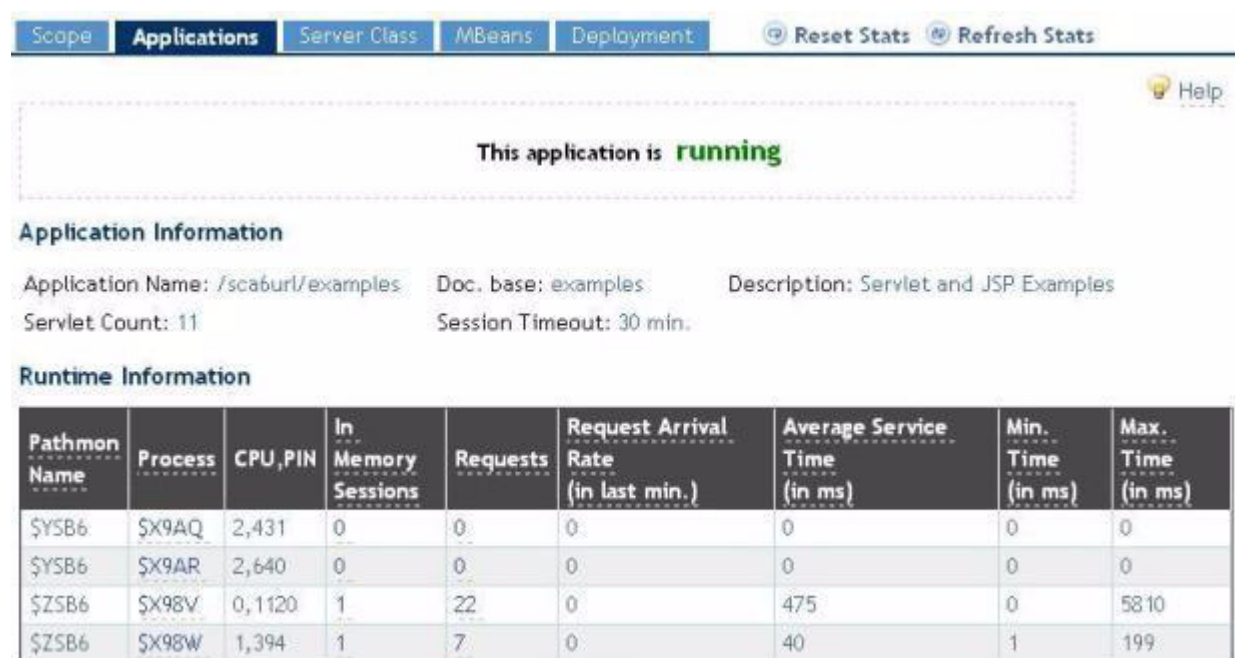 Scope Applications Server Class MBeans Deployment Reset Stats Refresh Stats
Help
This application is running
Application Information
Application Name: /sca6url/examples Doc. base: examples Description: Servlet and JSP Examples
Servlet Count: 11 Session Timeout: 30 min.
Runtime Information
Pathmon Name Process CPU,PIN In Memory Sessions Requests Request Arrival Rate (in last min.) Average Service Time (in ms) Min. Time (in ms) Max. Time (in ms)
$YSB6 $X9AQ 2,431 0 0 0 0 0 0
$YSB6 $X9AR 2,640 0 0 0 0 0 0
$ZSB6 $X98V 0,1120 1 22 0 475 0 5810
$ZSB6 $X98W 1,394 1 7 0 40 1 199